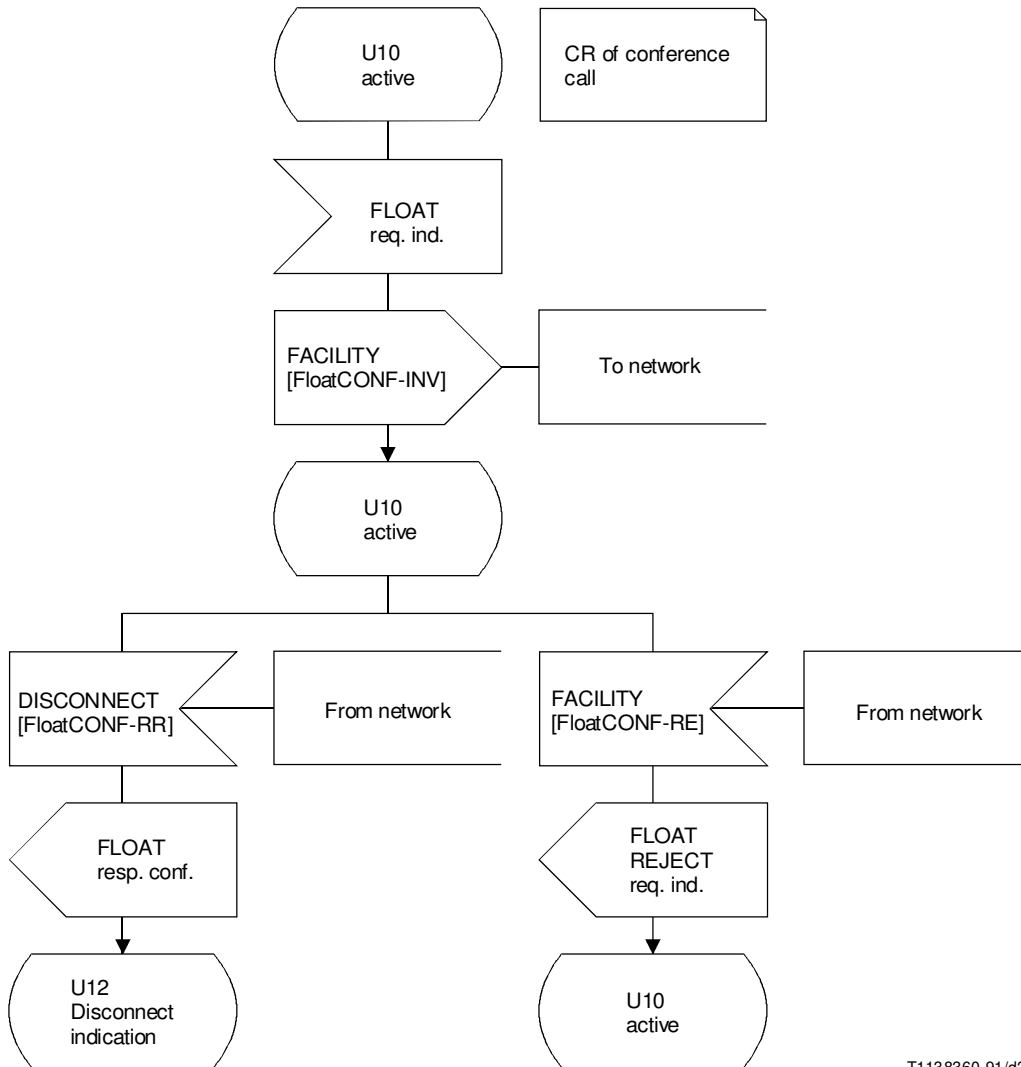 U10
active
CR of conference
call
FLOAT
req. ind.
FACILITY
[FloatCONF-INV]
To network
U10
active
DISCONNECT
[FloatCONF-RR]
From network
FACILITY
[FloatCONF-RE]
From network
FLOAT
resp. conf.
FLOAT
REJECT
req. ind.
U12
Disconnect
indication
U10
active